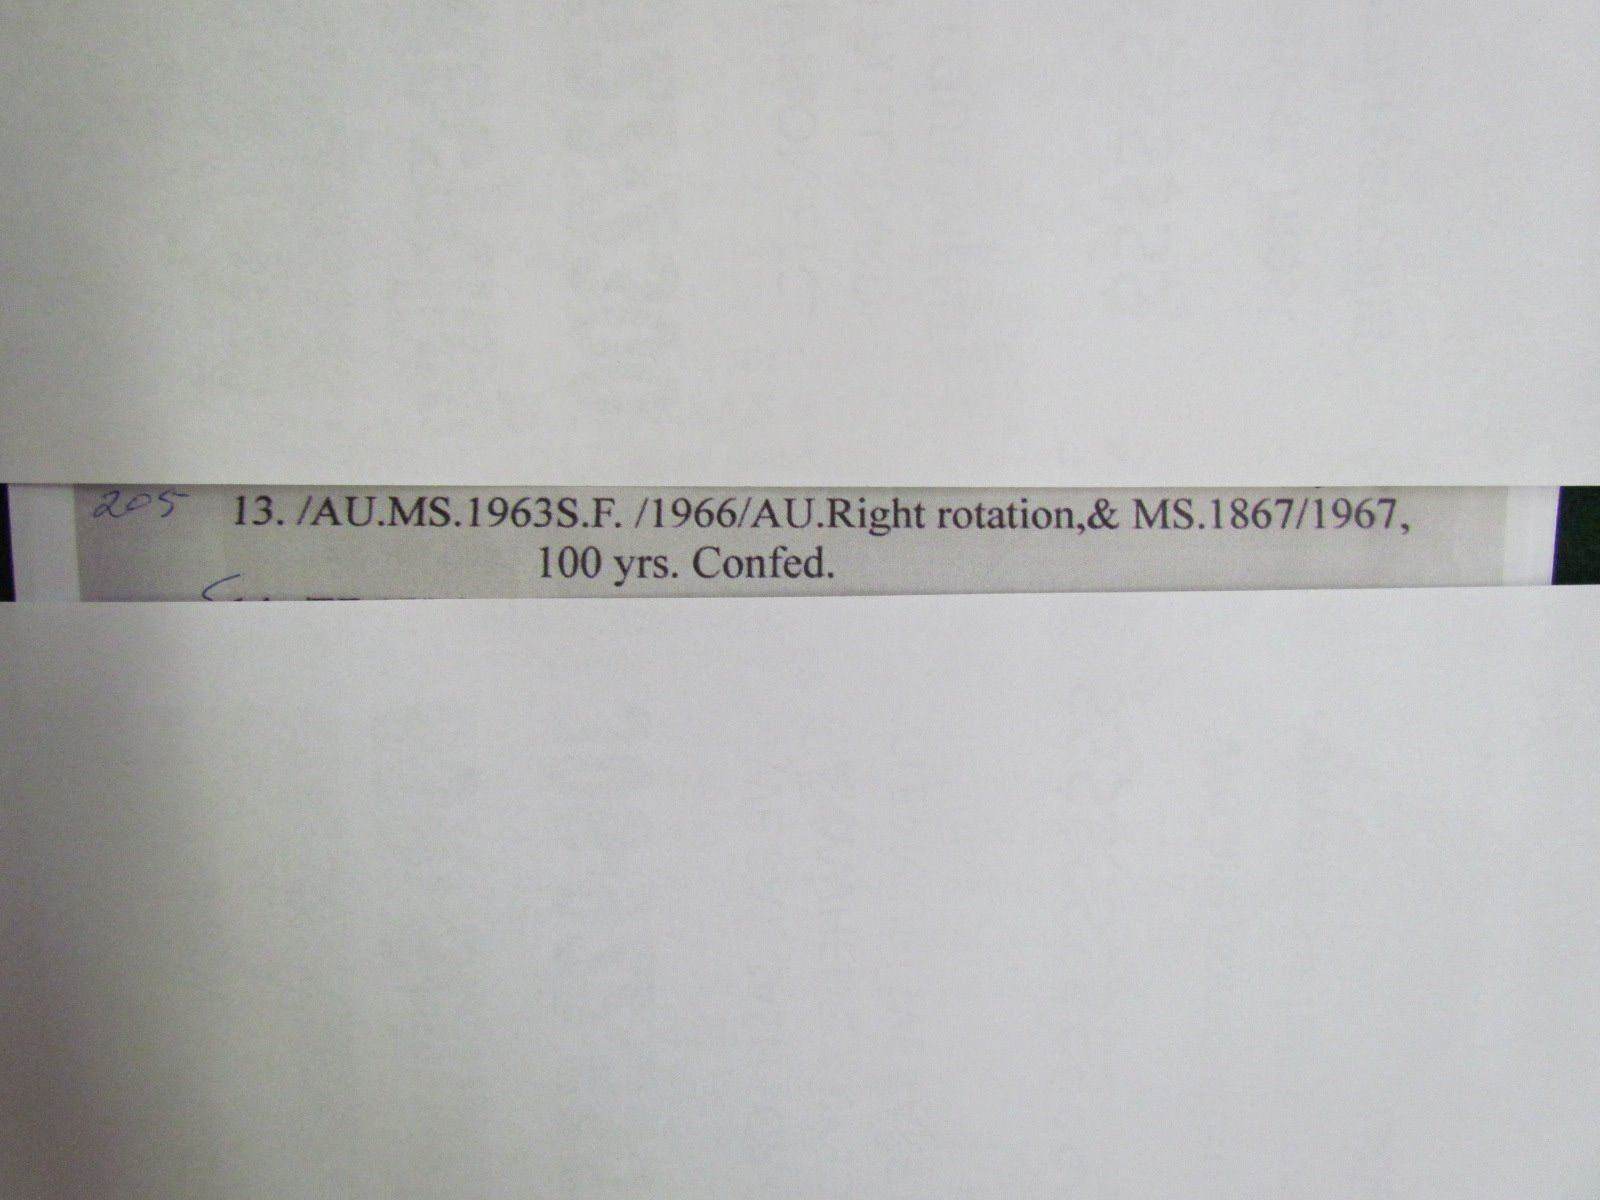 205 13. /AU.MS.1963S.F. /1966/AU.Right rotation,& MS.1867/1967,
100 yrs. Confed.